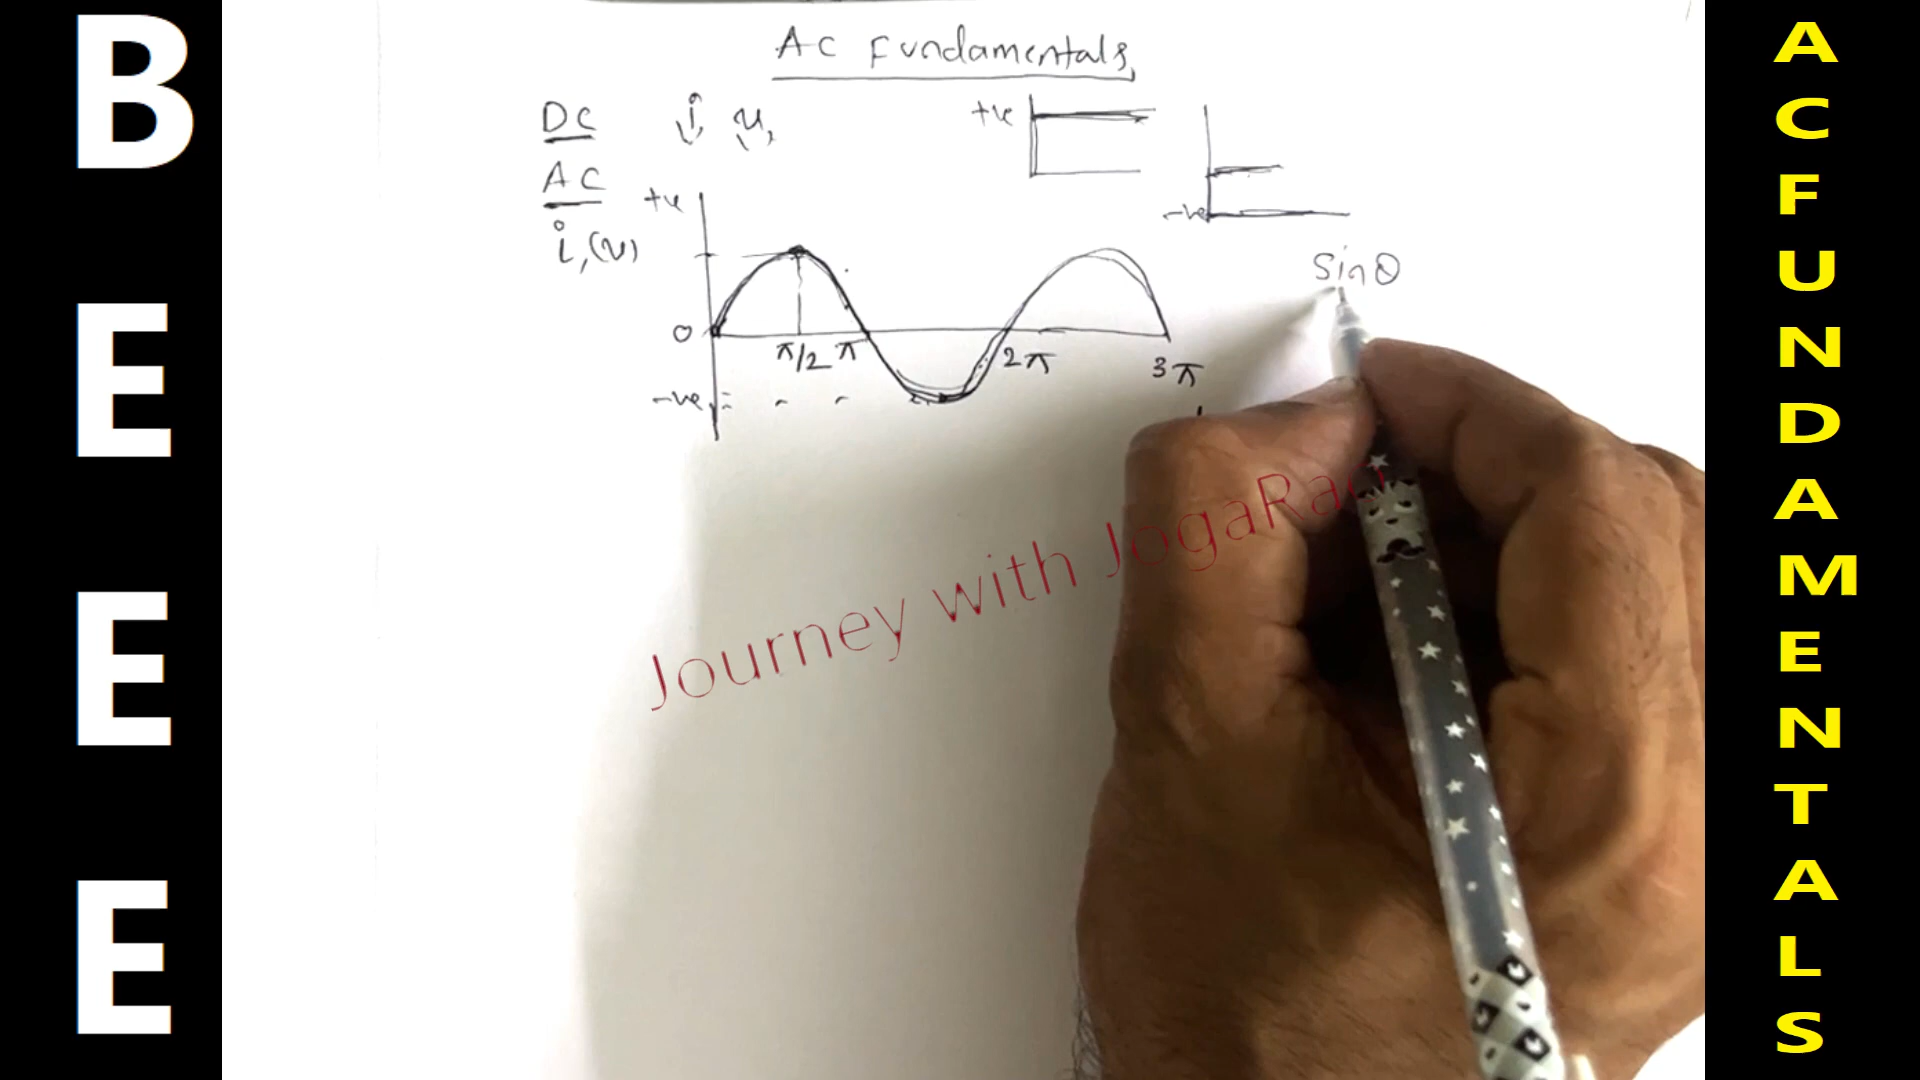 B
E
E
E
AC Fundamentals,
DC i, v,
+ve
AC
-ve
+ve
i,(v)
sinθ
0
π/2 π 2π 3π
-ve
Journey with JogaRao
A
C
F
U
N
D
A
M
E
N
T
A
L
S